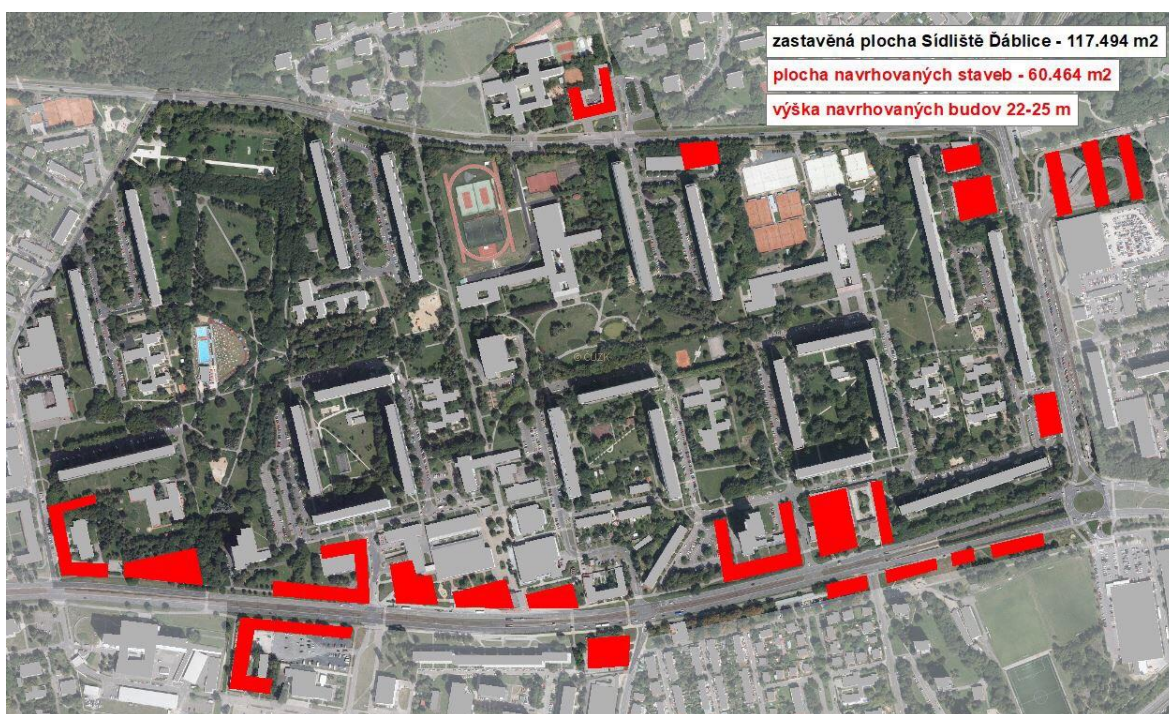 zastavěná plocha Sídliště Ďáblice - 117.494 m2
plocha navrhovaných staveb - 60.464 m2
výška navrhovaných budov 22-25 m
© ČÚZK